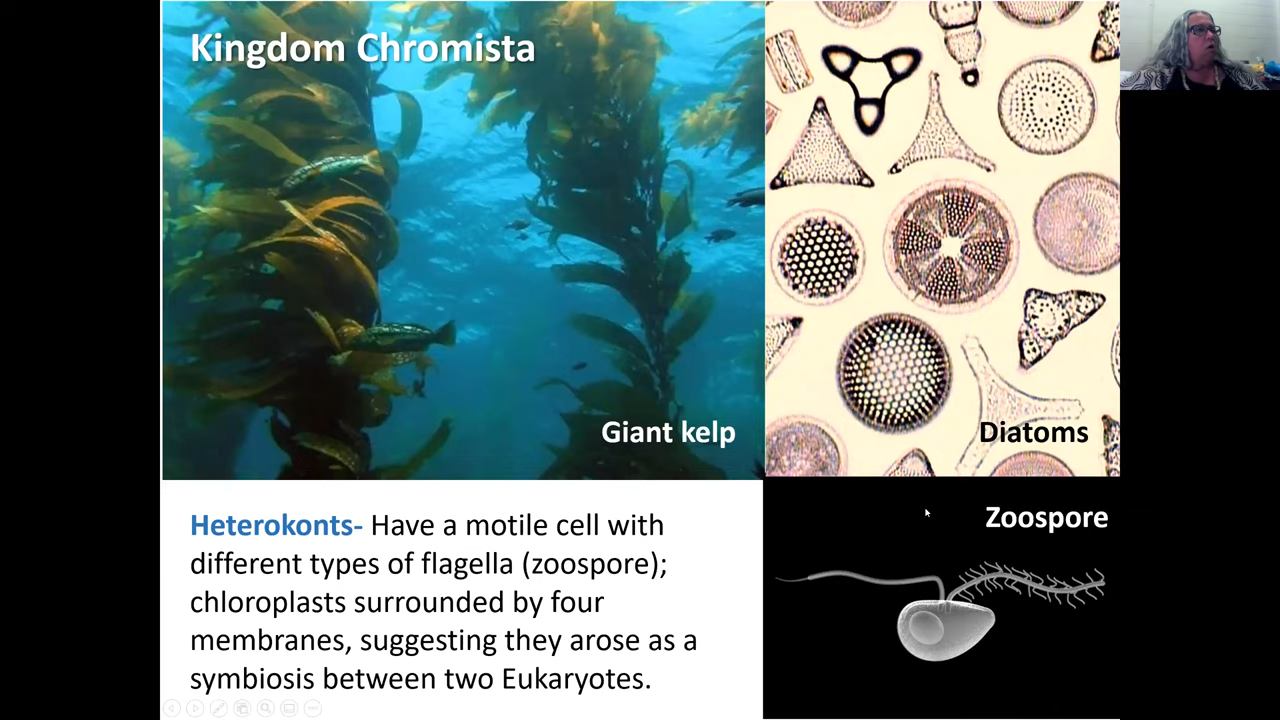 Kingdom Chromista
Giant kelp
Diatoms
Heterokonts- Have a motile cell with
different types of flagella (zoospore);
chloroplasts surrounded by four
membranes, suggesting they arose as a
symbiosis between two Eukaryotes.
Zoospore